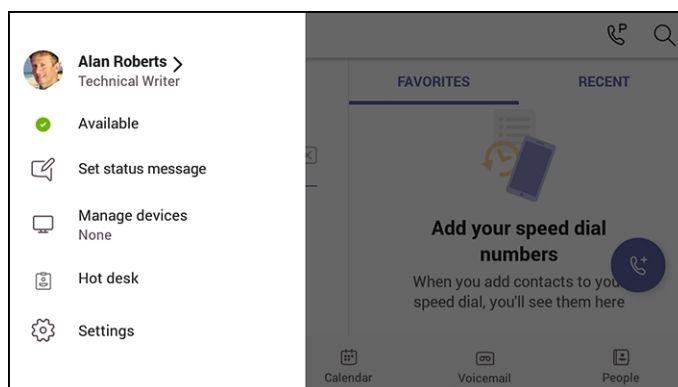 Alan Roberts
Technical Writer
Available
Set status message
Manage devices
None
Hot desk
Settings
P
FAVORITES
RECENT
Add your speed dial
numbers
When you add contacts to you
speed dial, you'll see them here
Calendar
Voicemail
People